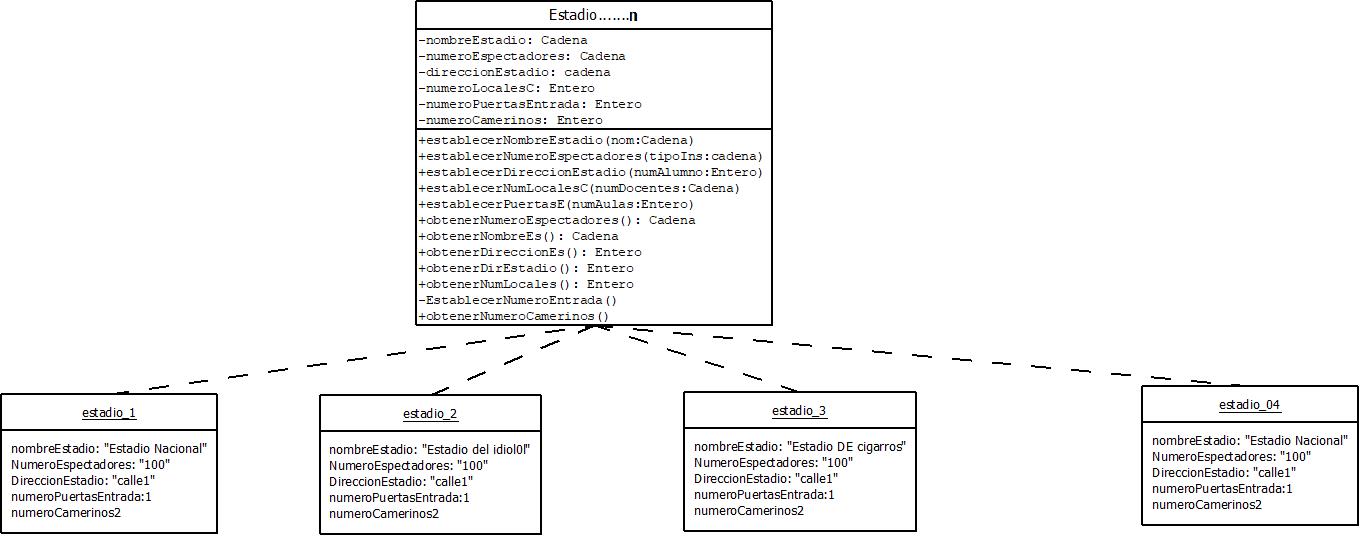 Estadio.......n
-nombreEstadio: Cadena
-numeroEspectadores: Cadena
-direccionEstadio: cadena
-numeroLocalesC: Entero
-numeroPuertasEntrada: Entero
-numeroCamerinos: Entero
+establecerNombreEstadio(nom:Cadena)
+establecerNumeroEspectadores(tipoIns:cadena)
+establecerDireccionEstadio(numAlumno:Entero)
+establecerNumLocalesC(numDocentes:Cadena)
+establecerPuertasE(numAulas:Entero)
+obtenerNumeroEspectadores(): Cadena
+obtenerNombreEs(): Cadena
+obtenerDireccionEs(): Entero
+obtenerDirEstadio(): Entero
+obtenerNumLocales(): Entero
-EstablecerNumeroEntrada()
+obtenerNumeroCamerinos()
estadio_1
nombreEstadio: "Estadio Nacional"
NumeroEspectadores: "100"
DireccionEstadio: "calle1"
numeroPuertasEntrada:1
numeroCamerinos2
estadio_2
nombreEstadio: "Estadio del idiol0l"
NumeroEspectadores: "100"
DireccionEstadio: "calle1"
numeroPuertasEntrada:1
numeroCamerinos2
estadio_3
nombreEstadio: "Estadio DE cigarros"
NumeroEspectadores: "100"
DireccionEstadio: "calle1"
numeroPuertasEntrada:1
numeroCamerinos2
estadio_04
nombreEstadio: "Estadio Nacional"
NumeroEspectadores: "100"
DireccionEstadio: "calle1"
numeroPuertasEntrada:1
numeroCamerinos2